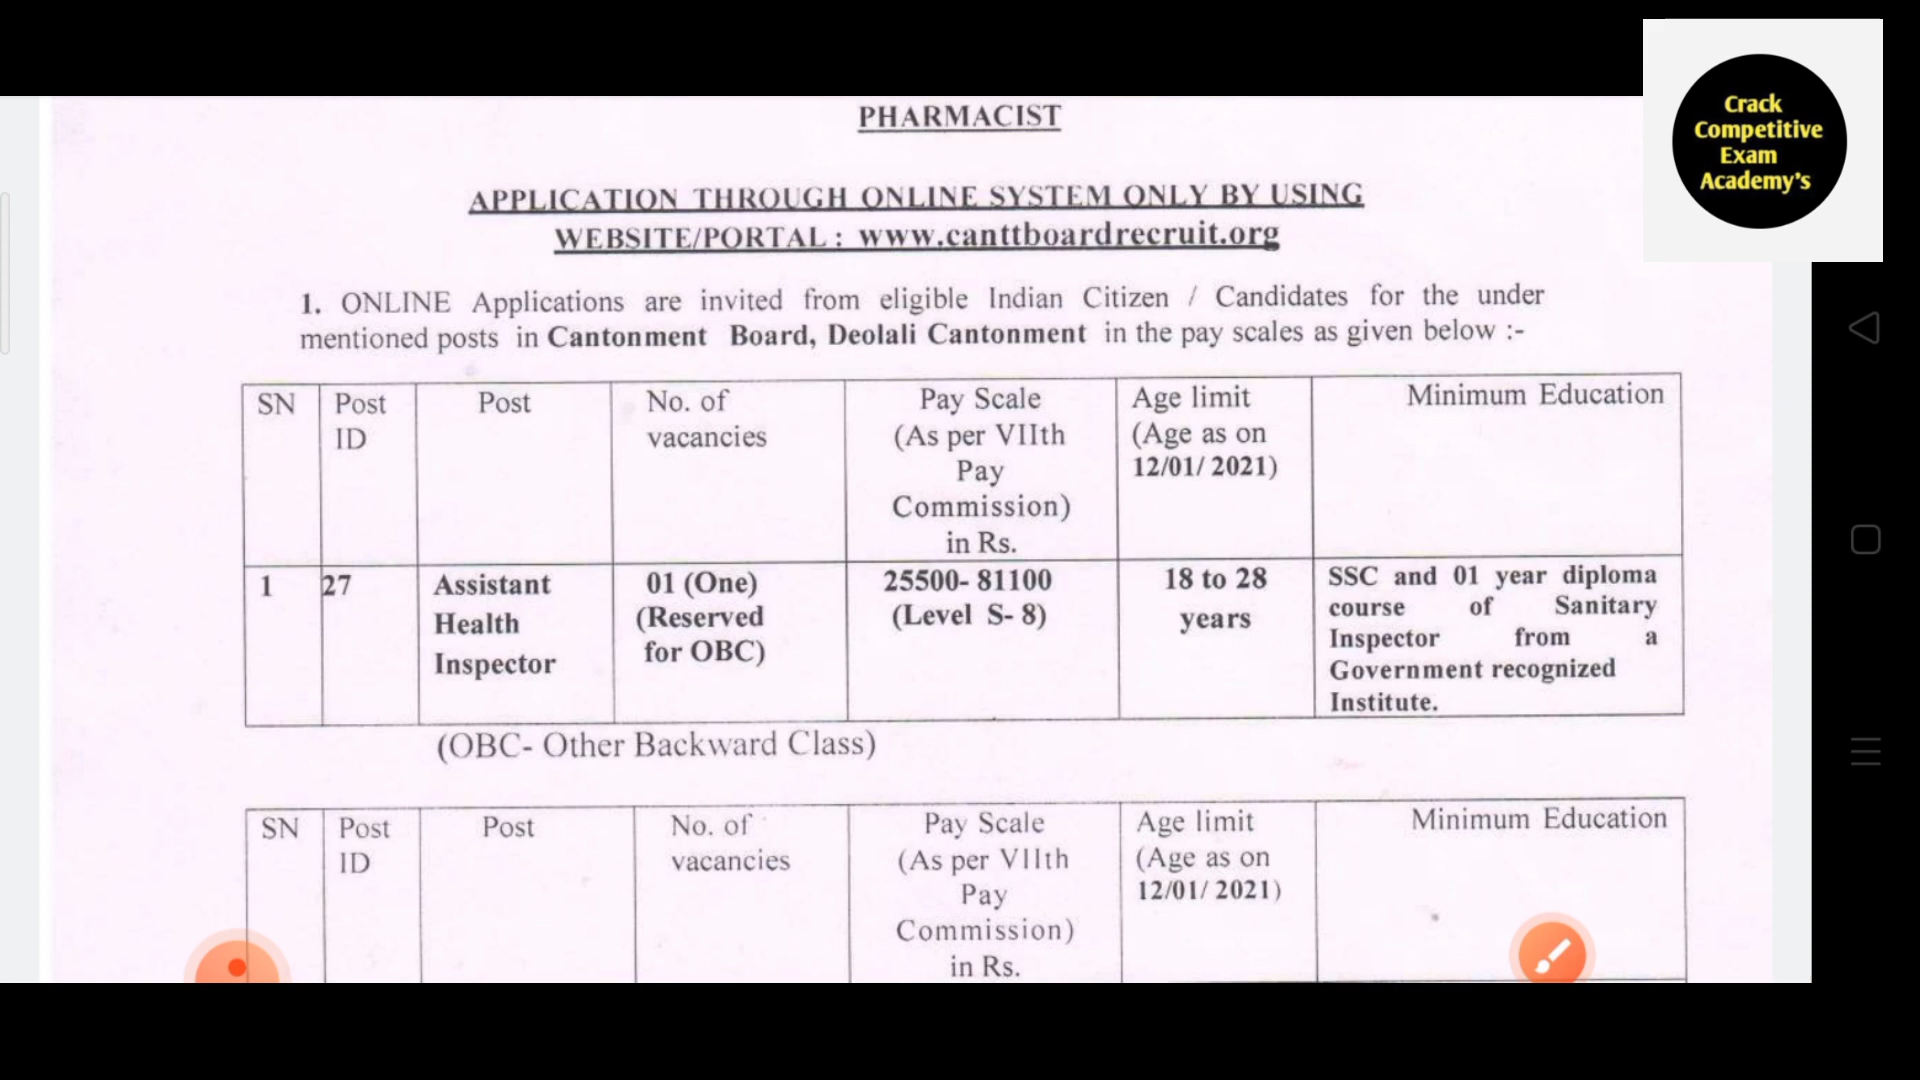 Crack
Competitive
Exam
Academy's
PHARMACIST
APPLICATION THROUGH ONLINE SYSTEM ONLY BY USING
WEBSITE/PORTAL : www.canttboardrecruit.org
1. ONLINE Applications are invited from eligible Indian Citizen / Candidates for the under
mentioned posts in Cantonment Board, Deolali Cantonment in the pay scales as given below :-
SN
Post
ID
Post
No. of
vacancies
Pay Scale
(As per VIIth
Pay
Commission)
in Rs.
Age limit
(Age as on
12/01/ 2021)
Minimum Education
1
27
Assistant
Health
Inspector
01 (One)
(Reserved
for OBC)
25500- 81100
(Level S- 8)
18 to 28
years
SSC and 01 year diploma
course of Sanitary
Inspector from a
Government recognized
Institute.
(OBC- Other Backward Class)
SN
Post
ID
Post
No. of
vacancies
Pay Scale
(As per VIIth
Pay
Commission)
in Rs.
Age limit
(Age as on
12/01/ 2021)
Minimum Education